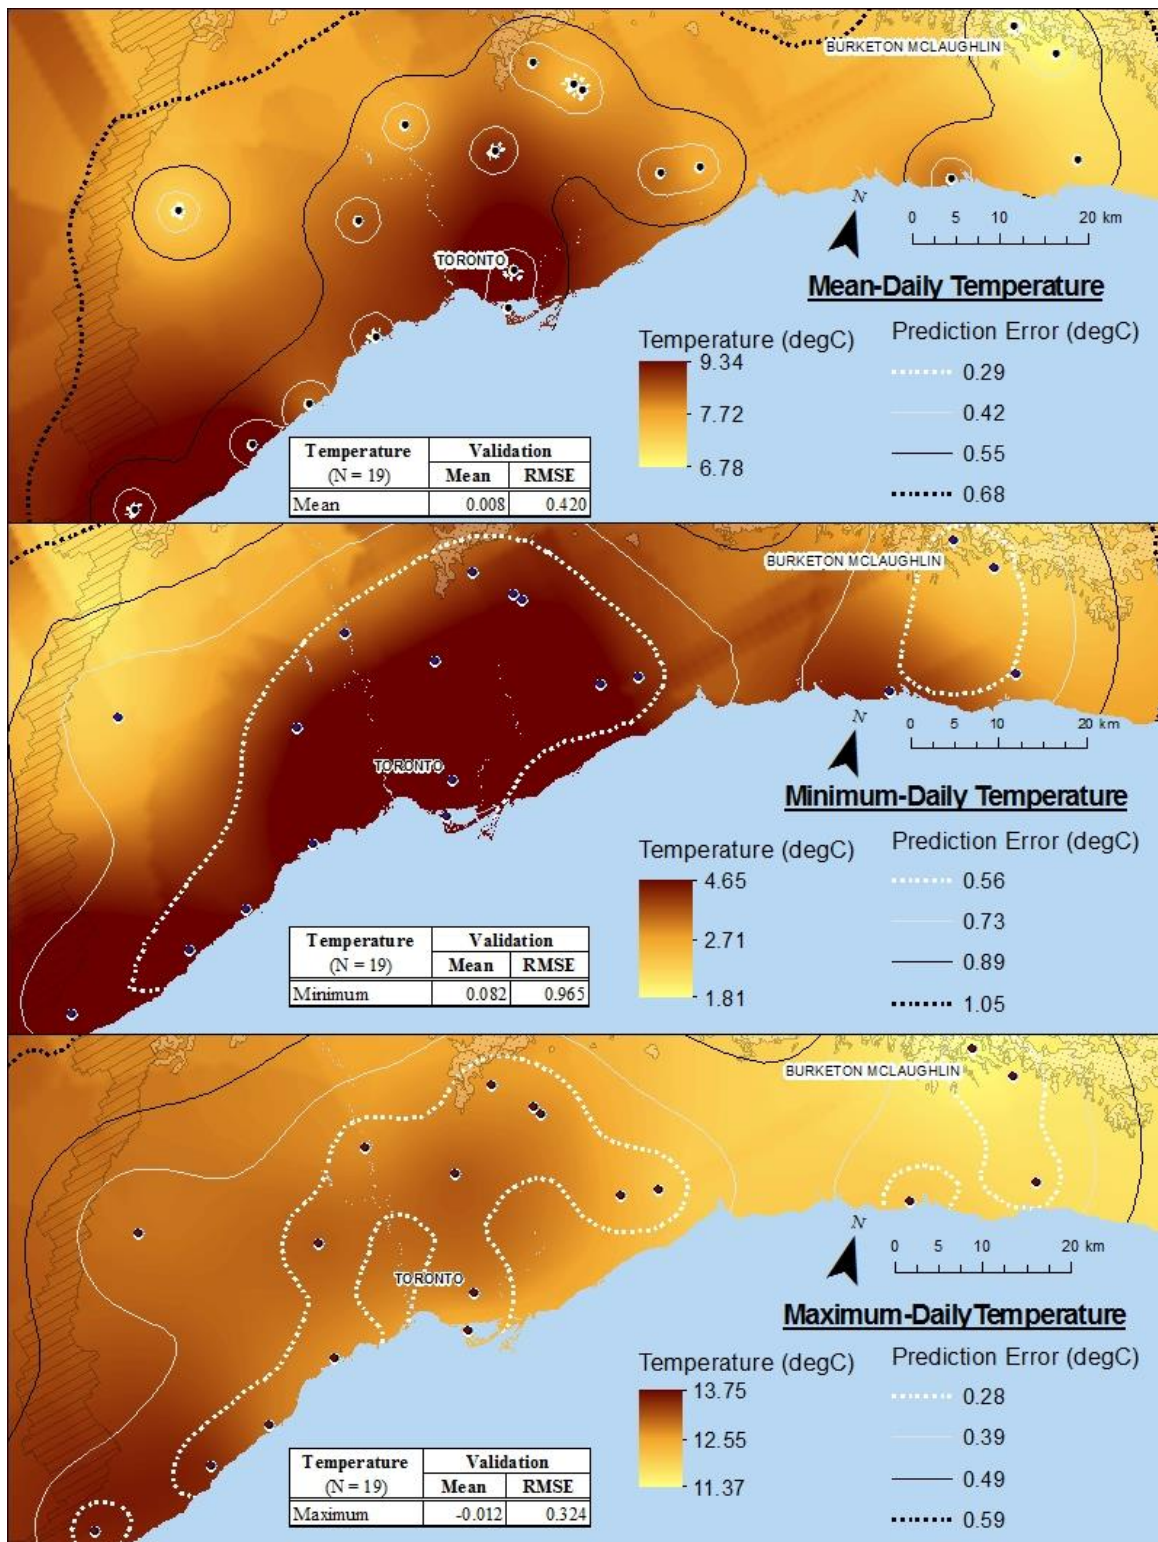 BURKETON MCLAUGHLIN
TORONTO
N
0 5 10 20 km
Mean-Daily Temperature
Temperature (degC)
9.34
7.72
6.78
Prediction Error (degC)
0.29
0.42
0.55
0.68
Temperature (N = 19) Validation
Mean RMSE
Mean 0.008 0.420
BURKETON MCLAUGHLIN
TORONTO
N
0 5 10 20 km
Minimum-Daily Temperature
Temperature (degC)
4.65
2.71
1.81
Prediction Error (degC)
0.56
0.73
0.89
1.05
Temperature (N = 19) Validation
Mean RMSE
Minimum 0.082 0.965
BURKETON MCLAUGHLIN
TORONTO
N
0 5 10 20 km
Maximum-Daily Temperature
Temperature (degC)
13.75
12.55
11.37
Prediction Error (degC)
0.28
0.39
0.49
0.59
Temperature (N = 19) Validation
Mean RMSE
Maximum -0.012 0.324